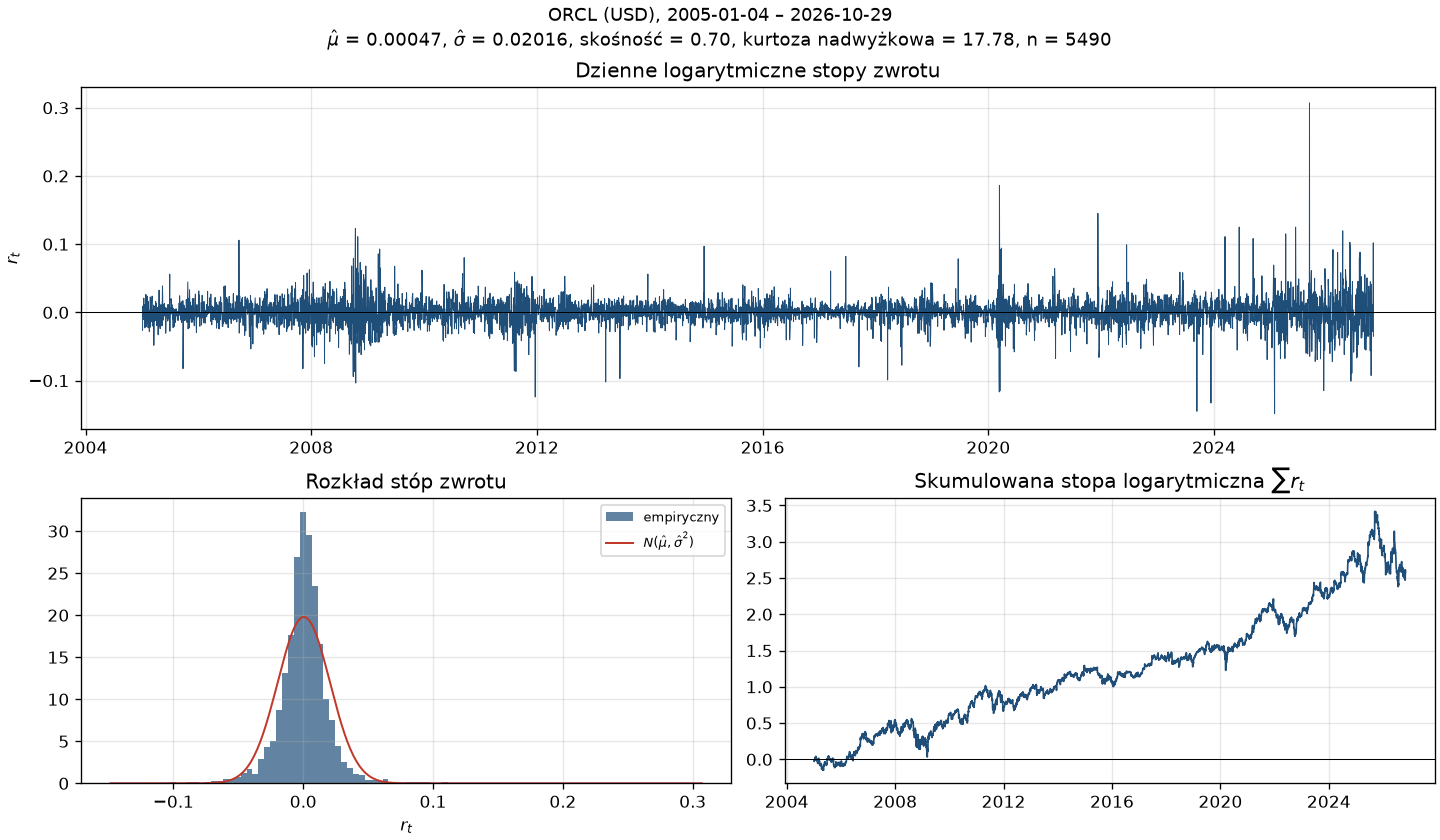 ORCL (USD), 2005-01-04 – 2026-10-29
μ̂ = 0.00047, σ̂ = 0.02016, skośność = 0.70, kurtoza nadwyżkowa = 17.78, n = 5490
Dzienne logarytmiczne stopy zwrotu
0.3
0.2
0.1
0.0
−0.1
r_t
2004 2008 2012 2016 2020 2024
Rozkład stóp zwrotu
30
25
20
15
10
5
0
empiryczny
N(μ̂, σ̂²)
−0.1 0.0 0.1 0.2 0.3
r_t
Skumulowana stopa logarytmiczna ∑r_t
3.5
3.0
2.5
2.0
1.5
1.0
0.5
0.0
2004 2008 2012 2016 2020 2024